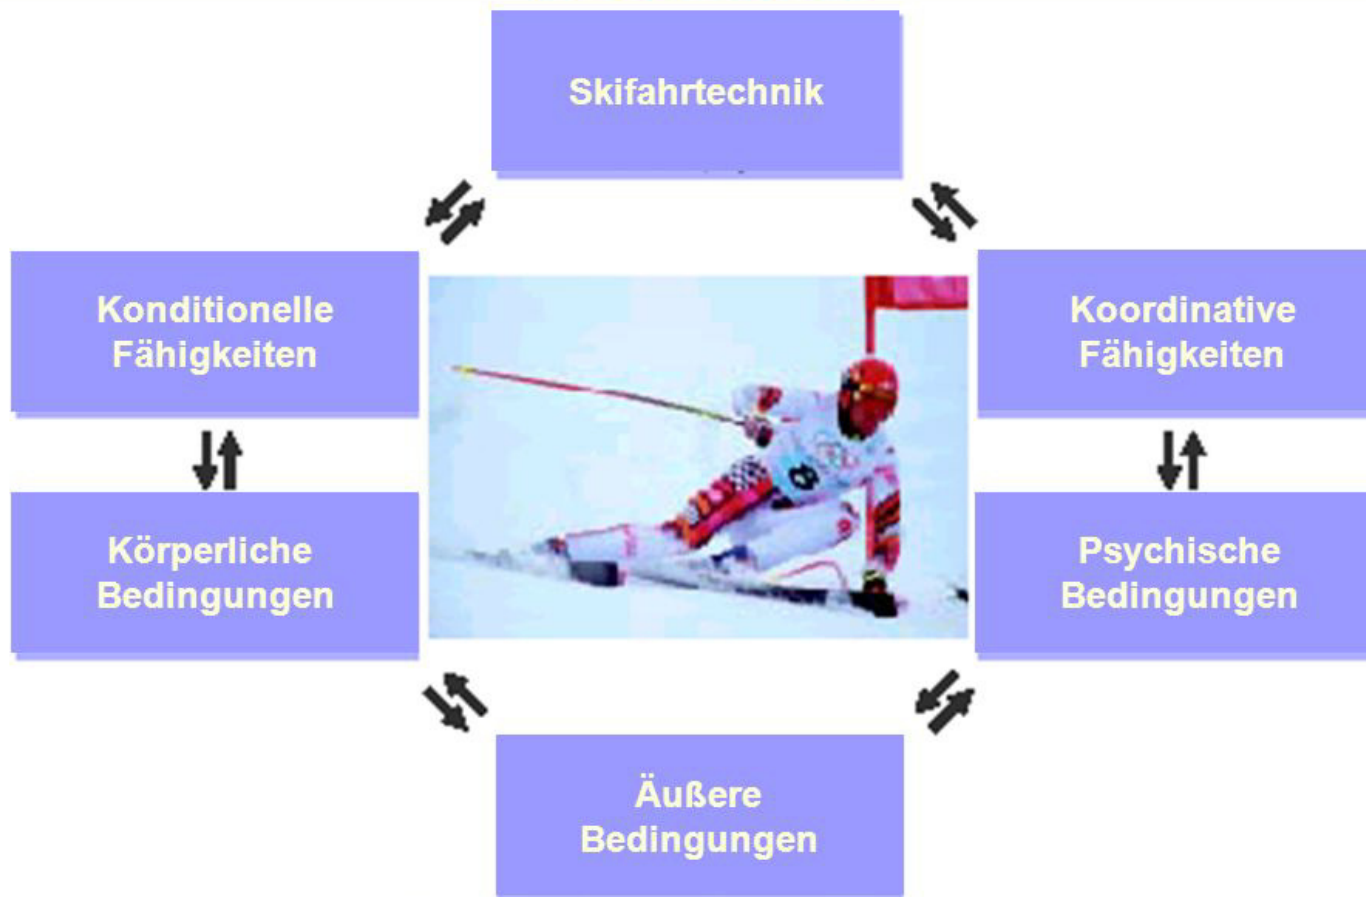 Skifahrtechnik
Konditionelle
Fähigkeiten
Koordinative
Fähigkeiten
Körperliche
Bedingungen
Psychische
Bedingungen
Äußere
Bedingungen